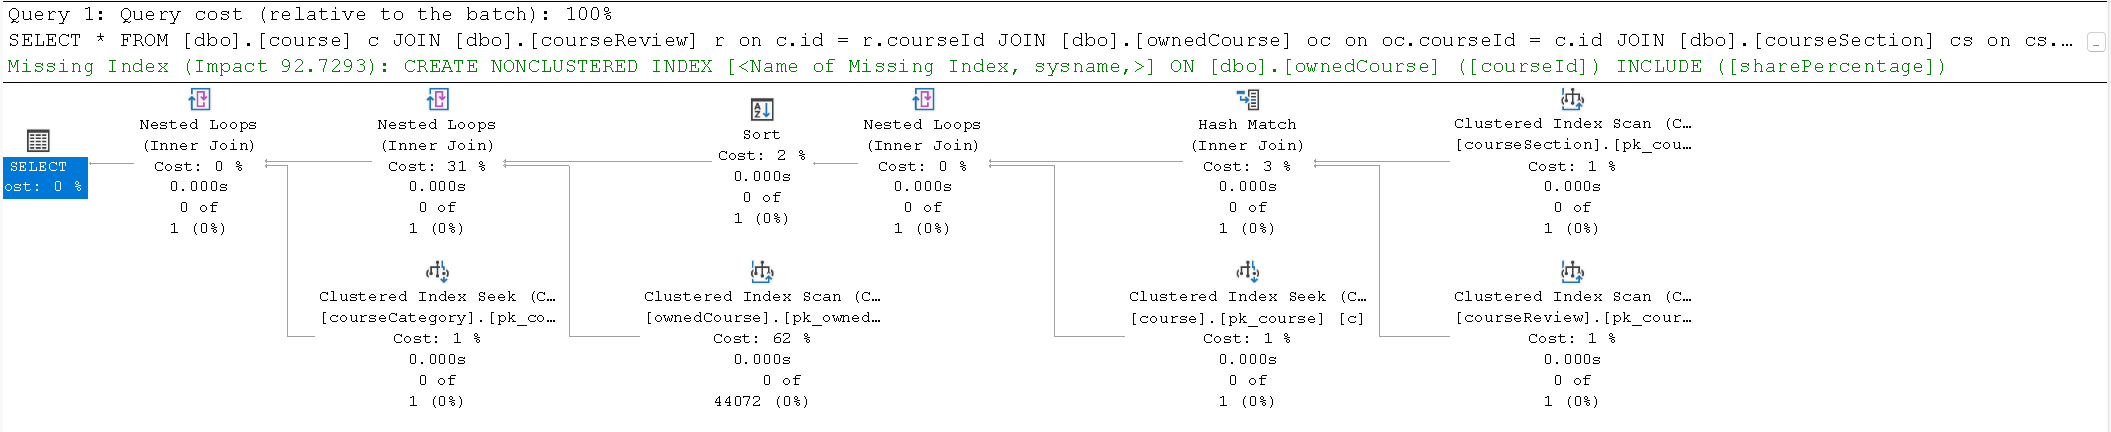 Query 1: Query cost (relative to the batch): 100%
SELECT * FROM [dbo].[course] c JOIN [dbo].[courseReview] r on c.id = r.courseId JOIN [dbo].[ownedCourse] oc on oc.courseId = c.id JOIN [dbo].[courseSection] cs on cs.…
Missing Index (Impact 92.7293): CREATE NONCLUSTERED INDEX [<Name of Missing Index, sysname,>] ON [dbo].[ownedCourse] ([courseId]) INCLUDE ([sharePercentage])
SELECT
ost: 0 %
Nested Loops
(Inner Join)
Cost: 0 %
0.000s
0 of
1 (0%)
Nested Loops
(Inner Join)
Cost: 31 %
0.000s
0 of
1 (0%)
Sort
Cost: 2 %
0.000s
0 of
1 (0%)
Nested Loops
(Inner Join)
Cost: 0 %
0.000s
0 of
1 (0%)
Hash Match
(Inner Join)
Cost: 3 %
0.000s
0 of
1 (0%)
Clustered Index Scan (C…
[courseSection].[pk_cou…
Cost: 1 %
0.000s
0 of
1 (0%)
Clustered Index Seek (C…
[courseCategory].[pk_co…
Cost: 1 %
0.000s
0 of
1 (0%)
Clustered Index Scan (C…
[ownedCourse].[pk_owned…
Cost: 62 %
0.000s
0 of
44072 (0%)
Clustered Index Seek (C…
[course].[pk_course] [c]
Cost: 1 %
0.000s
0 of
1 (0%)
Clustered Index Scan (C…
[courseReview].[pk_cour…
Cost: 1 %
0.000s
0 of
1 (0%)